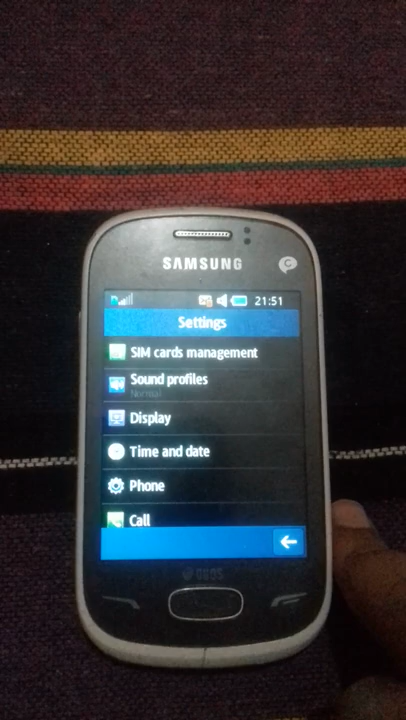 SAMSUNG
21:51
Settings
SIM cards management
Sound profiles
Normal
Display
Time and date
Phone
Call
DUOS